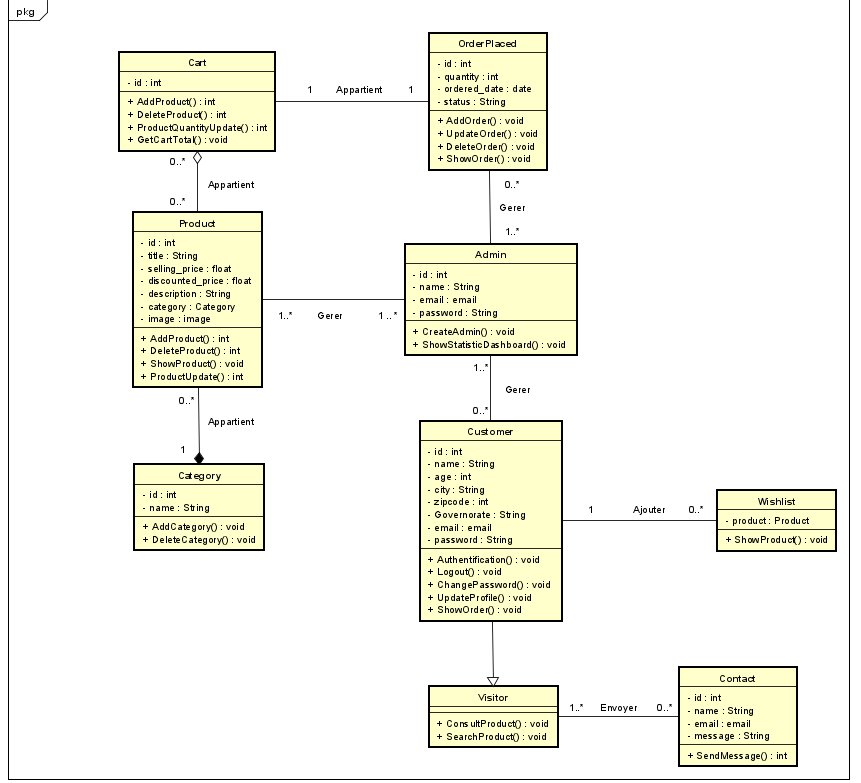 pkg
Cart
- id : int
+ AddProduct() : int
+ DeleteProduct() : int
+ ProductQuantityUpdate() : int
+ GetCartTotal() : void
1 Appartient 1
OrderPlaced
- id : int
- quantity : int
- ordered_date : date
- status : String
+ AddOrder() : void
+ UpdateOrder() : void
+ DeleteOrder() : void
+ ShowOrder() : void
0..*
Appartient
0..*
0..*
Gerer
1..*
Product
- id : int
- title : String
- selling_price : float
- discounted_price : float
- description : String
- category : Category
- image : image
+ AddProduct() : int
+ DeleteProduct() : int
+ ShowProduct() : void
+ ProductUpdate() : int
1..* Gerer 1..*
Admin
- id : int
- name : String
- email : email
- password : String
+ CreateAdmin() : void
+ ShowStatisticDashboard() : void
0..*
Appartient
1
1..*
Gerer
0..*
Category
- id : int
- name : String
+ AddCategory() : void
+ DeleteCategory() : void
Customer
- id : int
- name : String
- age : int
- city : String
- zipcode : int
- Governorate : String
- email : email
- password : String
+ Authentification() : void
+ Logout() : void
+ ChangePassword() : void
+ UpdateProfile() : void
+ ShowOrder() : void
1 Ajouter 0..*
Wishlist
- product : Product
+ ShowProduct() : void
Visitor
+ ConsultProduct() : void
+ SearchProduct() : void
1..* Envoyer 0..*
Contact
- id : int
- name : String
- email : email
- message : String
+ SendMessage() : int